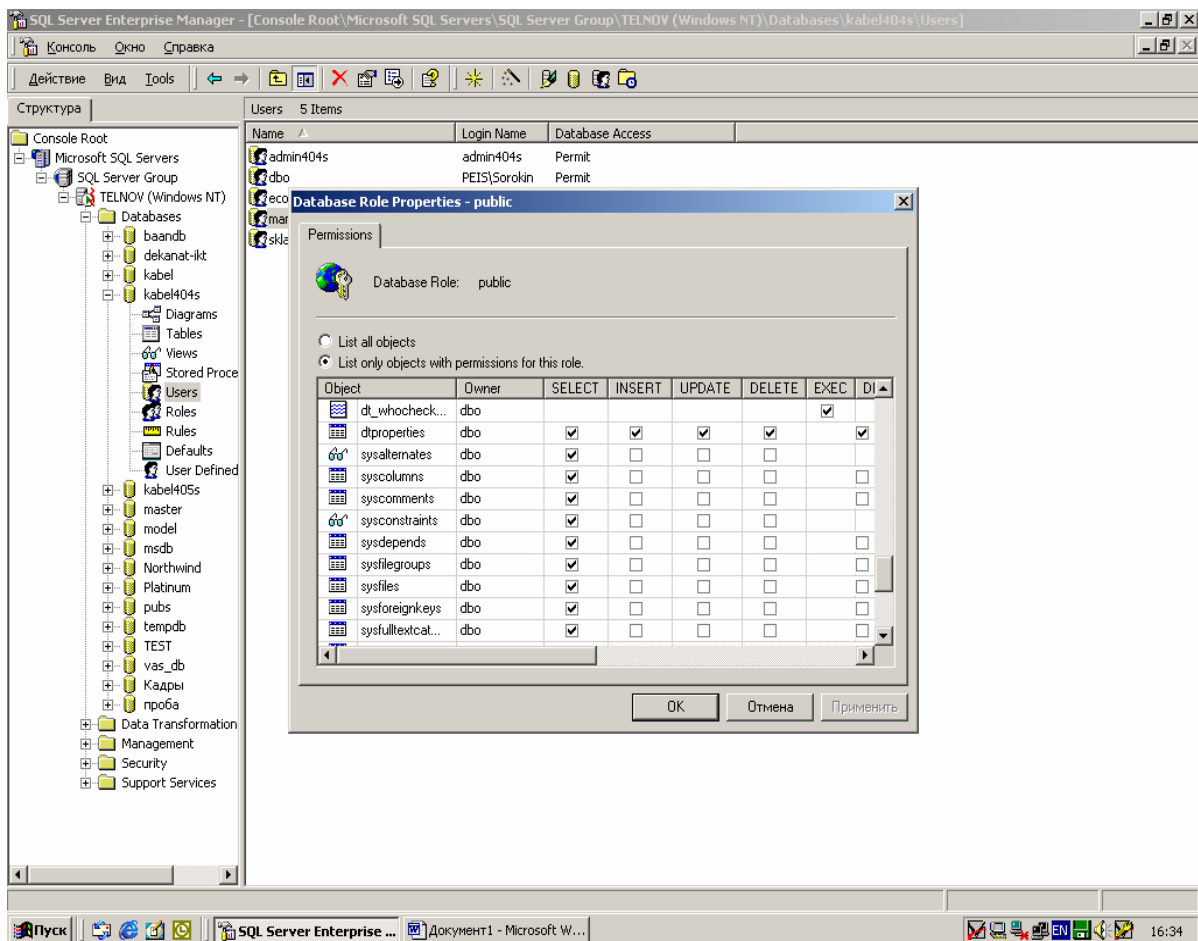 SQL Server Enterprise Manager - [Console Root\Microsoft SQL Servers\SQL Server Group\TELNOV (Windows NT)\Databases\kabel404s\Users]
Консоль Окно Справка
Действие Вид Tools
Структура
Users 5 Items
Console Root
Microsoft SQL Servers
SQL Server Group
TELNOV (Windows NT)
Databases
baandb
dekanat-ikt
kabel
kabel404s
Diagrams
Tables
Views
Stored Proce
Users
Roles
Rules
Defaults
User Defined
kabel405s
master
model
msdb
Northwind
Platinum
pubs
tempdb
TEST
vas_db
Кадры
проба
Data Transformation
Management
Security
Support Services
Name Login Name Database Access
admin404s admin404s Permit
dbo PEIS\Sorokin Permit
eco
mar
skla
Database Role Properties - public
Permissions
Database Role: public
List all objects
List only objects with permissions for this role.
Object Owner SELECT INSERT UPDATE DELETE EXEC DI
dt_whocheck... dbo
dtproperties dbo
sysalternates dbo
syscolumns dbo
syscomments dbo
sysconstraints dbo
sysdepends dbo
sysfilegroups dbo
sysfiles dbo
sysforeignkeys dbo
sysfulltextcat... dbo
OK Отмена Применить
Пуск SQL Server Enterprise ... Документ1 - Microsoft W... EN 16:34